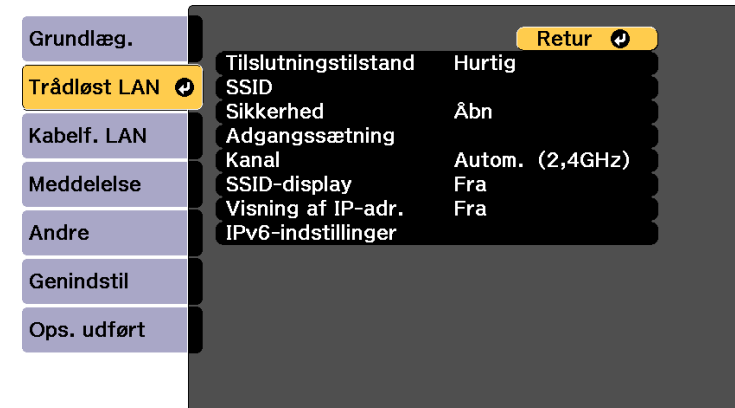 Grundlæg.
Trådløst LAN
Kabelf. LAN
Meddelelse
Andre
Genindstil
Ops. udført
Retur
Tilslutningstilstand Hurtig
SSID
Sikkerhed Åbn
Adgangssætning
Kanal Autom. (2,4GHz)
SSID-display Fra
Visning af IP-adr. Fra
IPv6-indstillinger